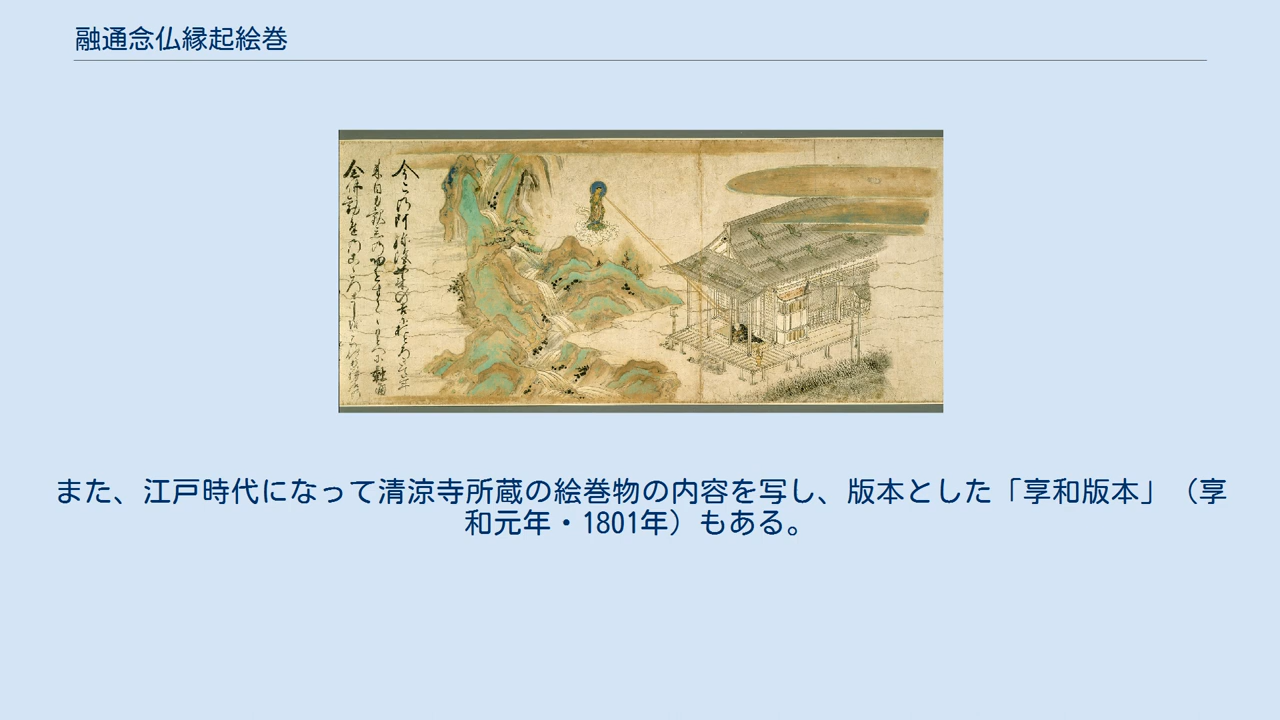 融通念仏縁起絵巻
また、江戸時代になって清涼寺所蔵の絵巻物の内容を写し、版本とした「享和版本」（享
和元年・1801年）もある。